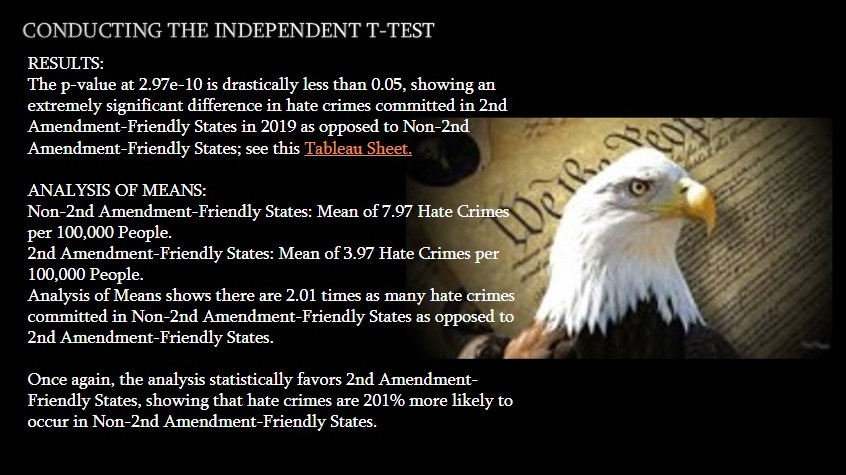 CONDUCTING THE INDEPENDENT T-TEST
RESULTS:
The p-value at 2.97e-10 is drastically less than 0.05, showing an
extremely significant difference in hate crimes committed in 2nd
Amendment-Friendly States in 2019 as opposed to Non-2nd
Amendment-Friendly States; see this Tableau Sheet.
ANALYSIS OF MEANS:
Non-2nd Amendment-Friendly States: Mean of 7.97 Hate Crimes
per 100,000 People.
2nd Amendment-Friendly States: Mean of 3.97 Hate Crimes per
100,000 People.
Analysis of Means shows there are 2.01 times as many hate crimes
committed in Non-2nd Amendment-Friendly States as opposed to
2nd Amendment-Friendly States.
Once again, the analysis statistically favors 2nd Amendment-
Friendly States, showing that hate crimes are 201% more likely to
occur in Non-2nd Amendment-Friendly States.
We the People